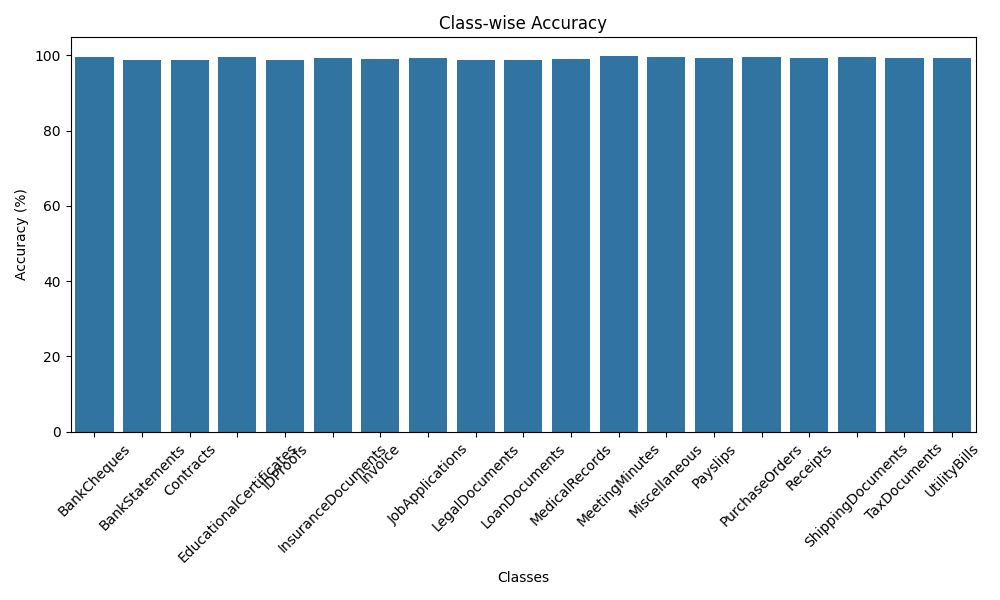 Class-wise Accuracy
Accuracy (%)
100
80
60
40
20
0
BankCheques
BankStatements
Contracts
EducationalCertificates
IDProofs
InsuranceDocuments
Invoice
JobApplications
LegalDocuments
LoanDocuments
MedicalRecords
MeetingMinutes
Miscellaneous
Payslips
PurchaseOrders
Receipts
ShippingDocuments
TaxDocuments
UtilityBills
Classes